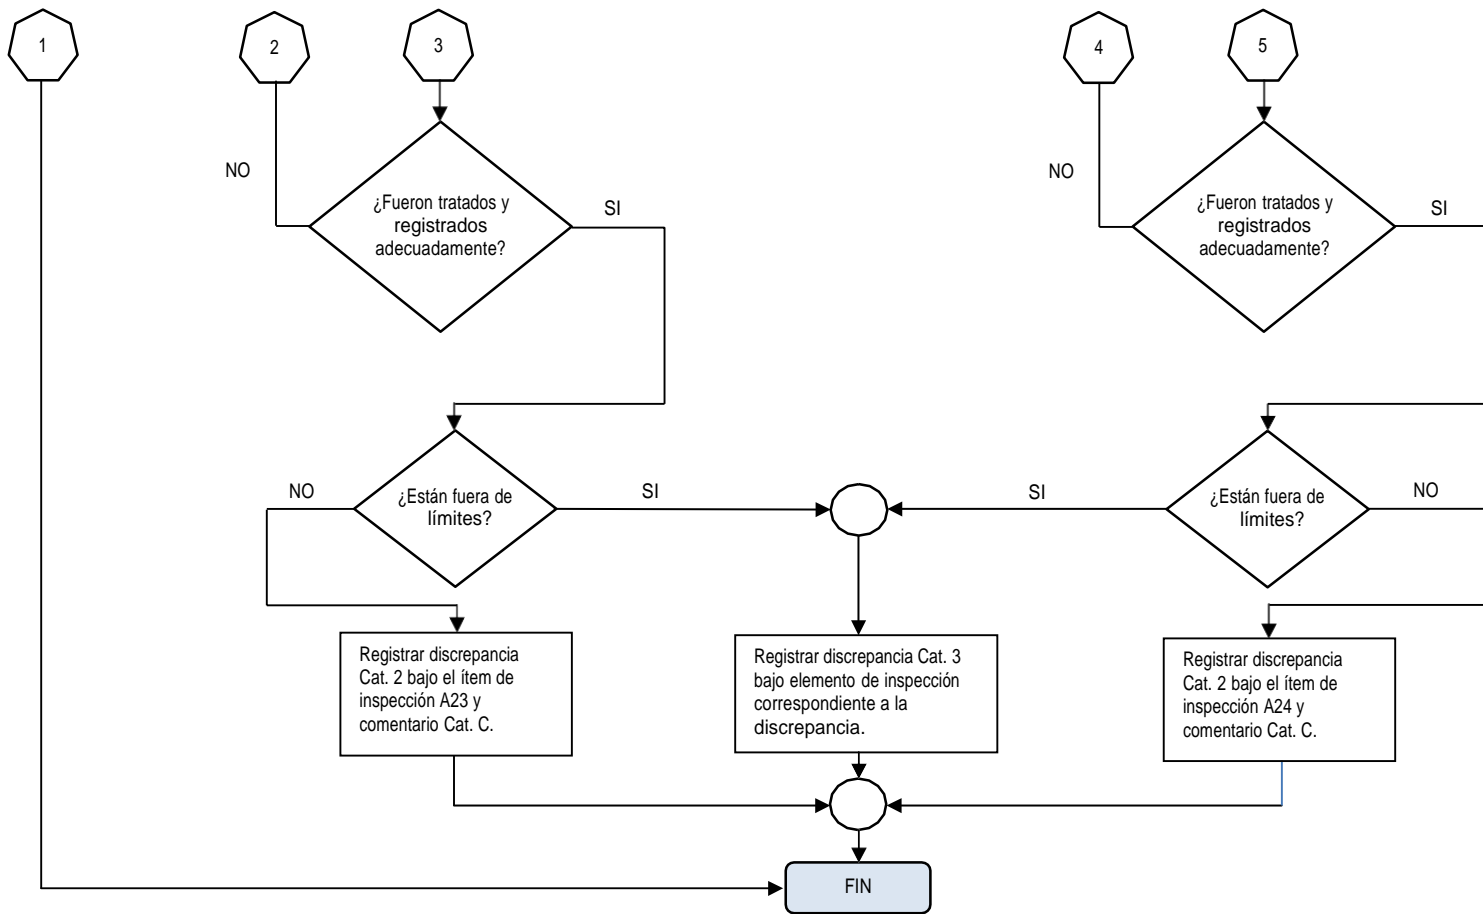 1
2
3
4
5
NO
¿Fueron tratados y
registrados
adecuadamente?
SI
NO
¿Fueron tratados y
registrados
adecuadamente?
SI
NO
¿Están fuera de
límites?
SI
SI
¿Están fuera de
límites?
NO
Registrar discrepancia
Cat. 2 bajo el ítem de
inspección A23 y
comentario Cat. C.
Registrar discrepancia Cat. 3
bajo elemento de inspección
correspondiente a la
discrepancia.
Registrar discrepancia
Cat. 2 bajo el ítem de
inspección A24 y
comentario Cat. C.
FIN